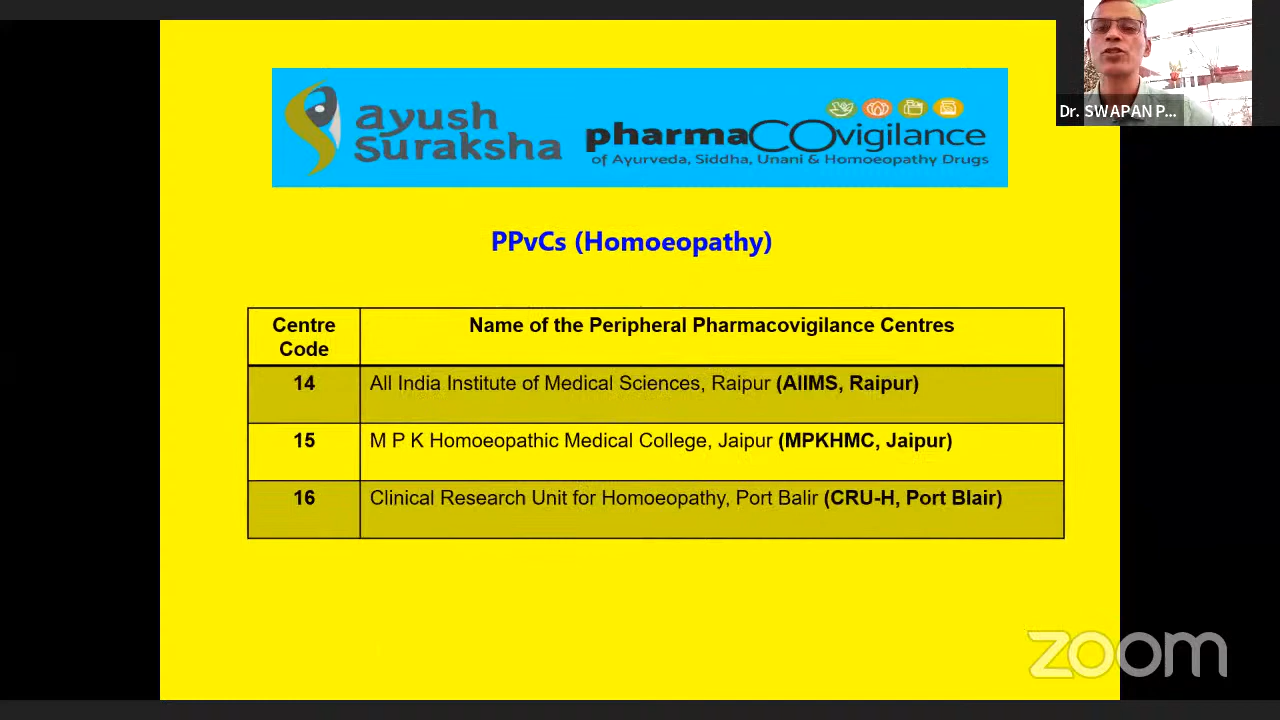 ayush
suraksha
pharmaCOvigilance
of Ayurveda, Siddha, Unani & Homoeopathy Drugs
Dr. SWAPAN P...
PPvCs (Homoeopathy)
Centre Code Name of the Peripheral Pharmacovigilance Centres
14 All India Institute of Medical Sciences, Raipur (AIIMS, Raipur)
15 M P K Homoeopathic Medical College, Jaipur (MPKHMC, Jaipur)
16 Clinical Research Unit for Homoeopathy, Port Balir (CRU-H, Port Blair)
zoom